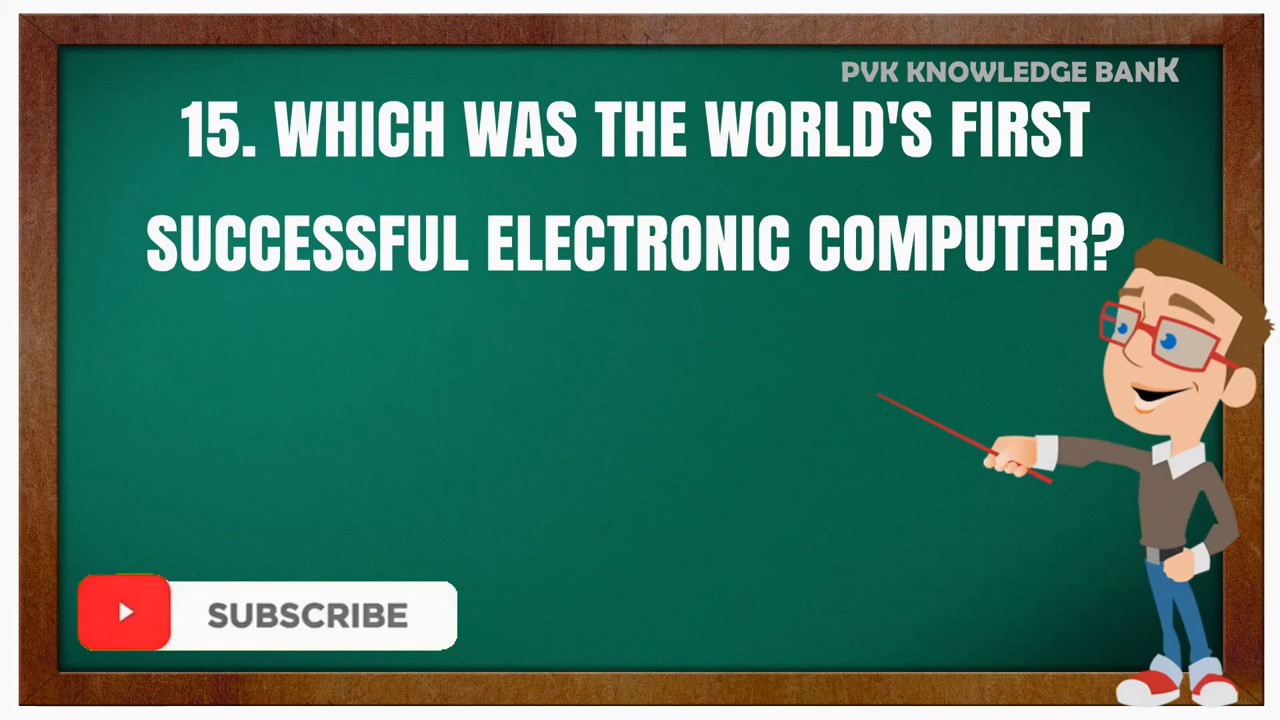 PVK KNOWLEDGE BANK
15. WHICH WAS THE WORLD'S FIRST
SUCCESSFUL ELECTRONIC COMPUTER?
SUBSCRIBE